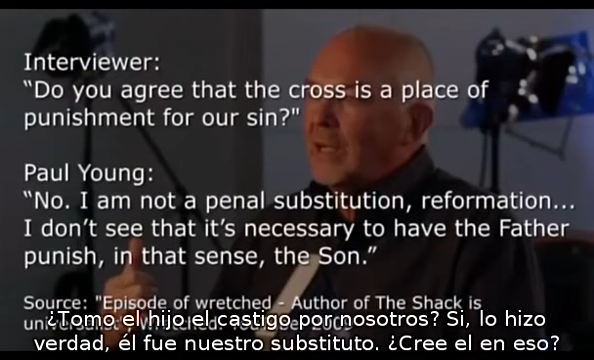 Interviewer:
“Do you agree that the cross is a place of
punishment for our sin?"
Paul Young:
“No. I am not a penal substitution, reformation...
I don’t see that it’s necessary to have the Father
punish, in that sense, the Son.”
Source: "Episode of wretched - Author of The Shack is
¿Tomo el hijo el castigo por nosotros? Si, lo hizo
verdad, él fue nuestro substituto. ¿Cree el en eso?